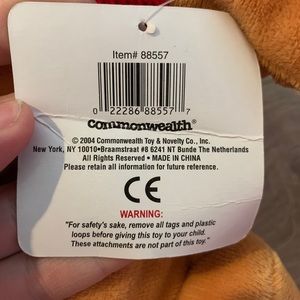 Item# 88557
0 22286 88557 7
commonwealth®
© 2004 Commonwealth Toy & Novelty Co., Inc.
New York, NY 10010•Braamstraat #8 6241 NT Bunde The Netherlands
All Rights Reserved • MADE IN CHINA
Please retain all information for future reference.
CE
WARNING:
"For safety's sake, remove all tags and plastic
loops before giving this toy to your child.
These attachments are not part of this toy."